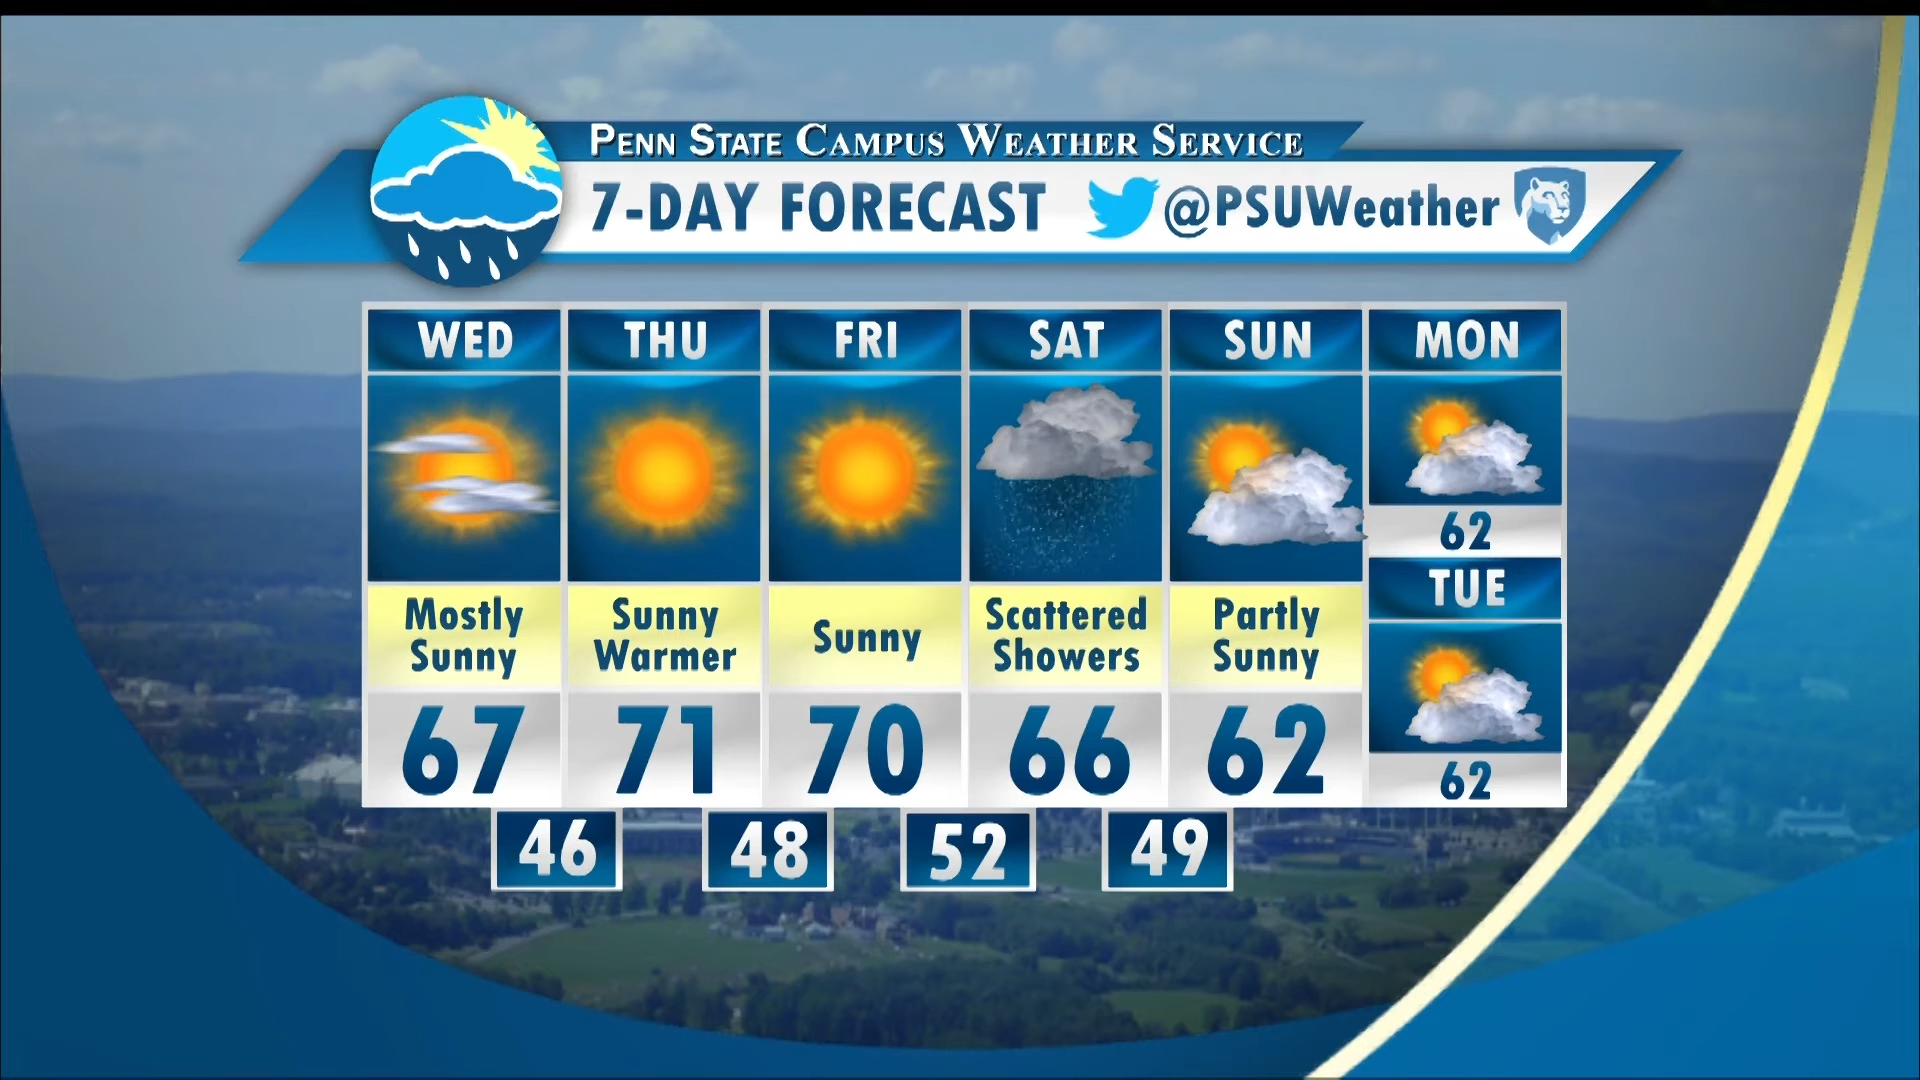 PENN STATE CAMPUS WEATHER SERVICE
7-DAY FORECAST @PSUWeather
WED THU FRI SAT SUN MON
62
TUE
Mostly Sunny Scattered Partly
Sunny Warmer Sunny Showers Sunny
67 71 70 66 62 62
46 48 52 49